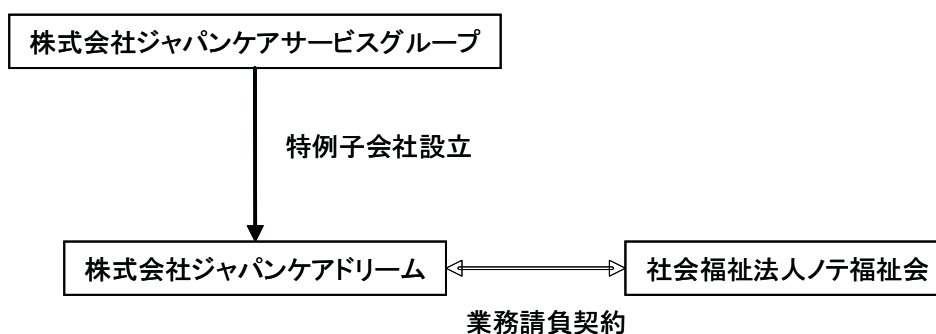 株式会社ジャパンケアサービスグループ
特例子会社設立
株式会社ジャパンケアドリーム
社会福祉法人ノテ福祉会
業務請負契約